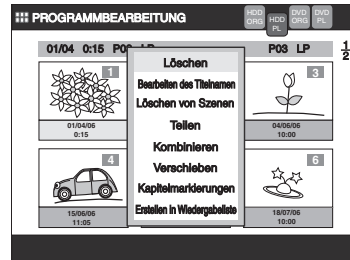 PROGRAMMBEARBEITUNG
HDD ORG
HDD PL
DVD ORG
DVD PL
01/04 0:15 P03 LP
1/2
Löschen
Bearbeiten des Titelnamen
Löschen von Szenen
Teilen
Kombinieren
Verschieben
Kapitelmarkierungen
Erstellen in Wiedergabeliste
1
01/04/06
0:15
P03 LP
3
04/06/06
10:00
4
15/06/06
11:05
6
18/07/06
10:00